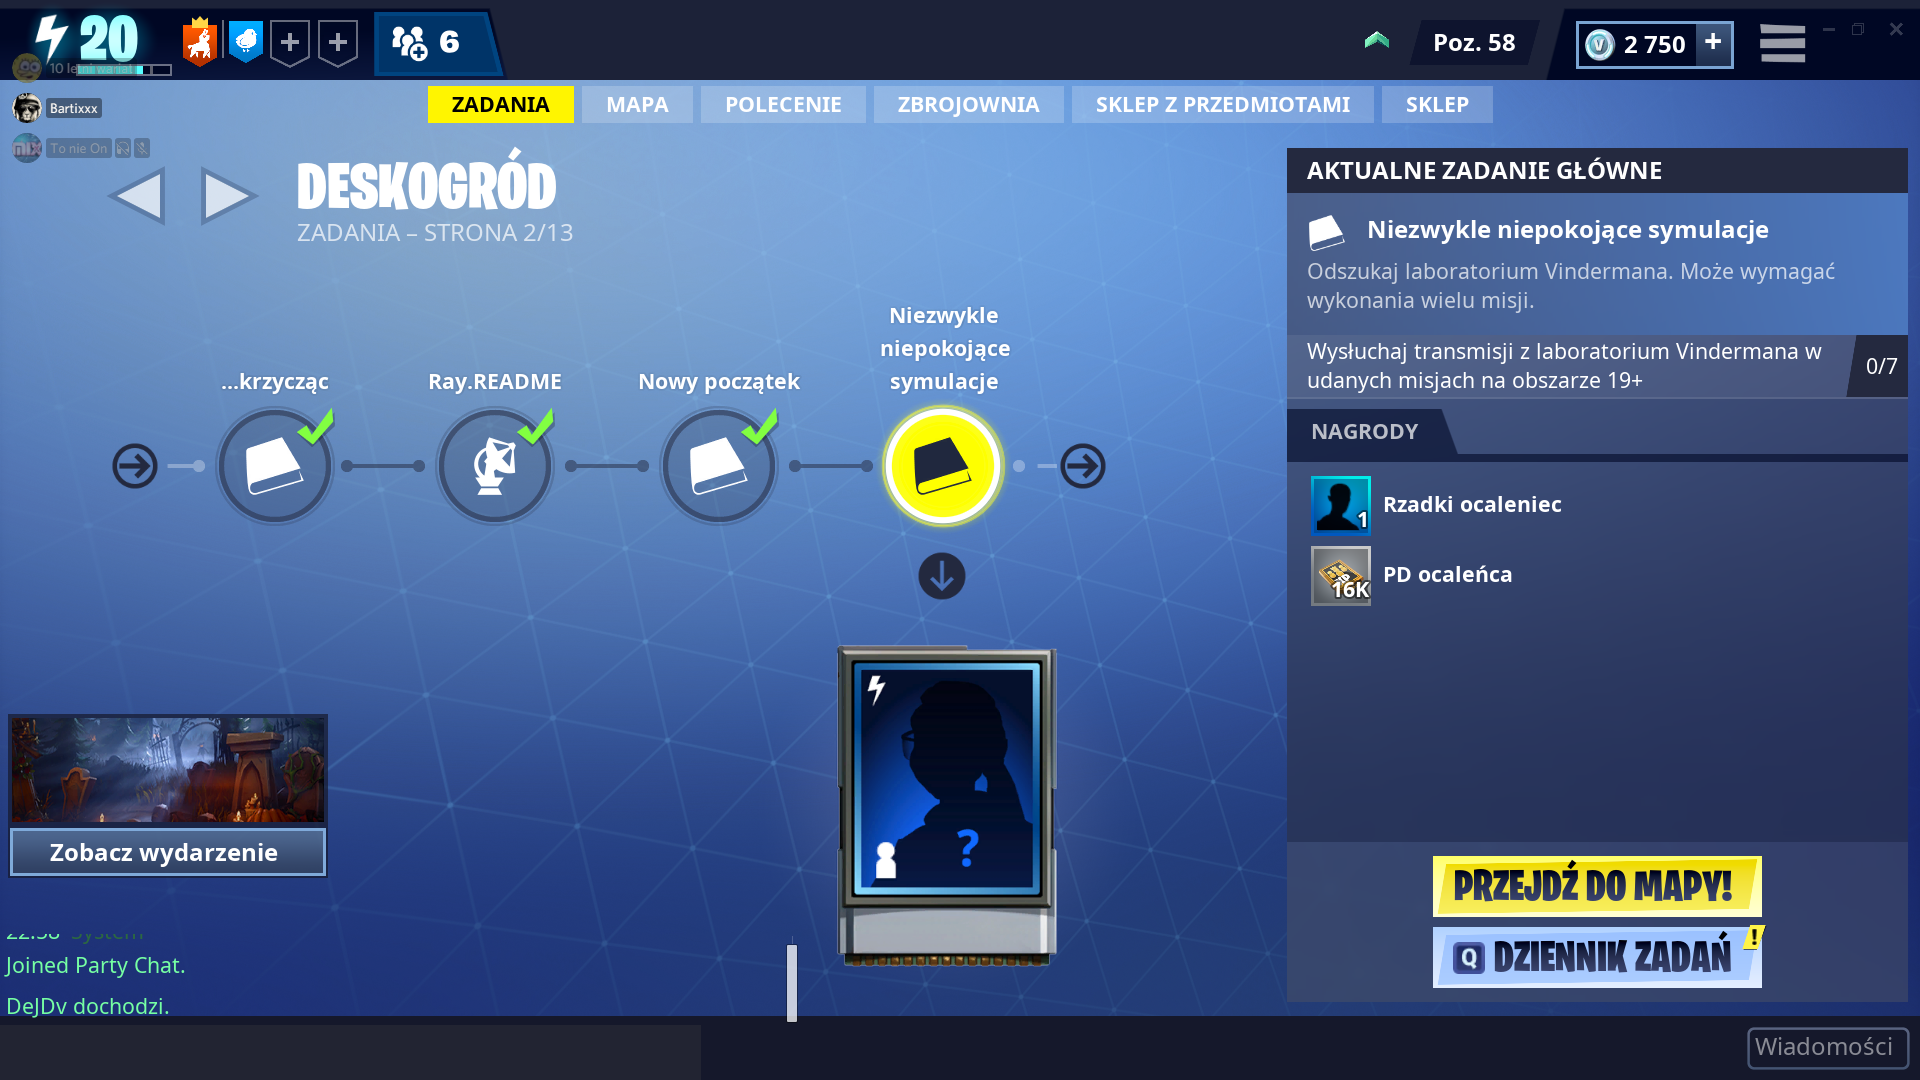 20
6
Poz. 58
2 750
+
Bartixxx
To nie On
ZADANIA
MAPA
POLECENIE
ZBROJOWNIA
SKLEP Z PRZEDMIOTAMI
SKLEP
DESKOGRÓD
ZADANIA – STRONA 2/13
...krzycząc
Ray.README
Nowy początek
Niezwykle
niepokojące
symulacje
?
AKTUALNE ZADANIE GŁÓWNE
Niezwykle niepokojące symulacje
Odszukaj laboratorium Vindermana. Może wymagać
wykonania wielu misji.
Wysłuchaj transmisji z laboratorium Vindermana w
udanych misjach na obszarze 19+
0/7
NAGRODY
1
Rzadki ocaleniec
16K
PD ocaleńca
PRZEJDŹ DO MAPY!
Q DZIENNIK ZADAŃ
!
Zobacz wydarzenie
Joined Party Chat.
DeJDv dochodzi.
Wiadomości